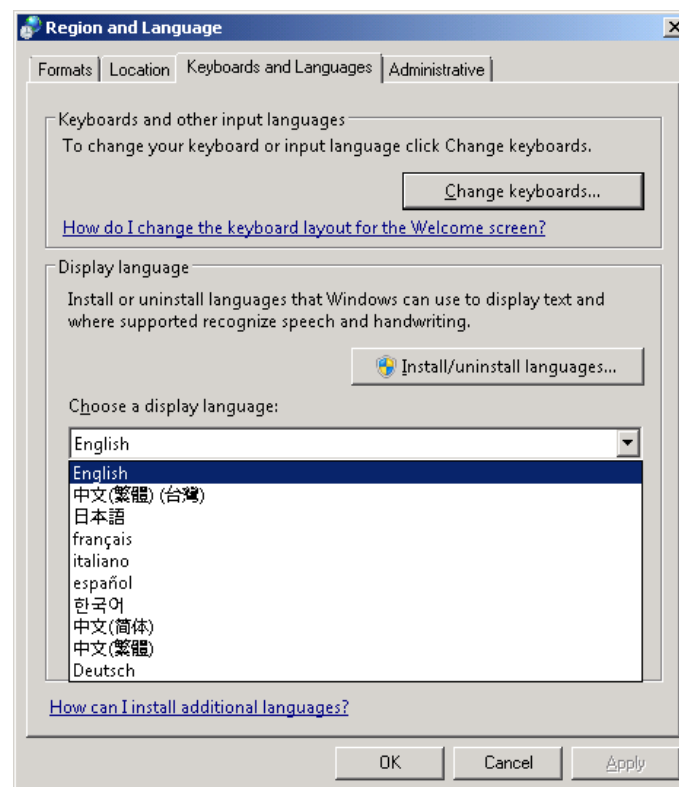 Region and Language
Formats Location Keyboards and Languages Administrative
Keyboards and other input languages
To change your keyboard or input language click Change keyboards.
Change keyboards...
How do I change the keyboard layout for the Welcome screen?
Display language
Install or uninstall languages that Windows can use to display text and
where supported recognize speech and handwriting.
Install/uninstall languages...
Choose a display language:
English
English
中文(繁體) (台灣)
日本語
français
italiano
español
한국어
中文(简体)
中文(繁體)
Deutsch
How can I install additional languages?
OK Cancel Apply